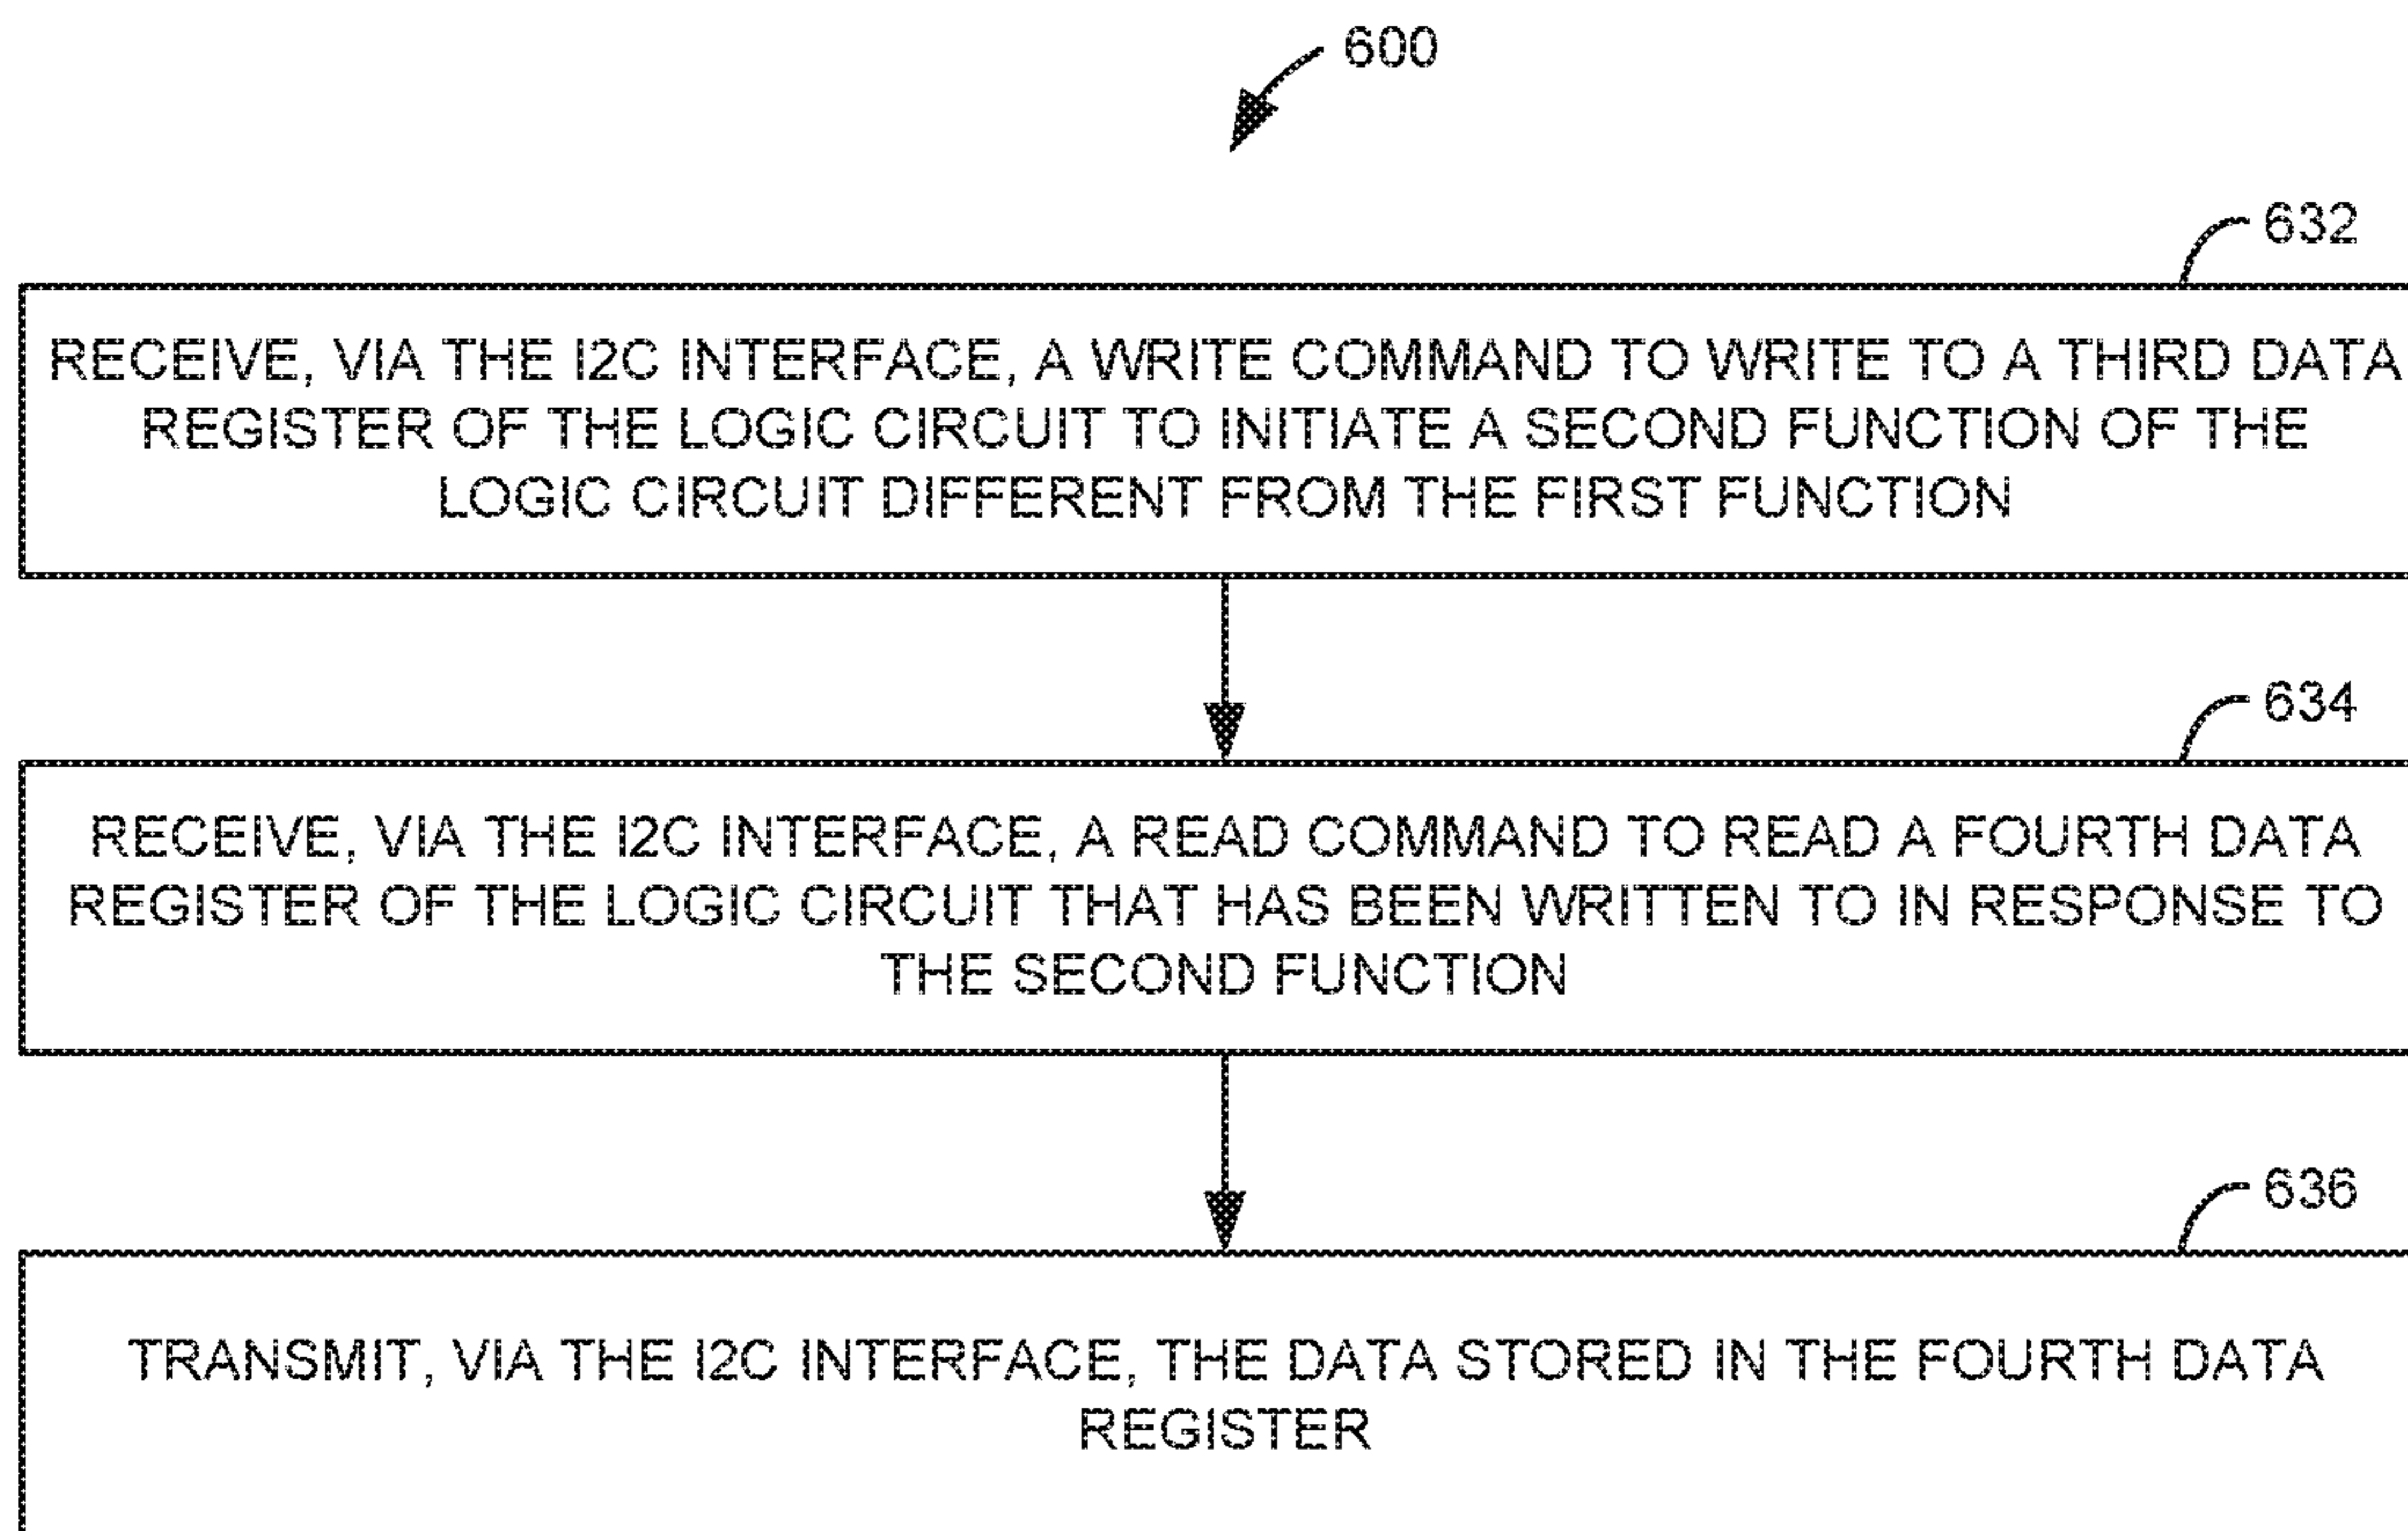 600
632
RECEIVE, VIA THE I2C INTERFACE, A WRITE COMMAND TO WRITE TO A THIRD DATA
REGISTER OF THE LOGIC CIRCUIT TO INITIATE A SECOND FUNCTION OF THE
LOGIC CIRCUIT DIFFERENT FROM THE FIRST FUNCTION
634
RECEIVE, VIA THE I2C INTERFACE, A READ COMMAND TO READ A FOURTH DATA
REGISTER OF THE LOGIC CIRCUIT THAT HAS BEEN WRITTEN TO IN RESPONSE TO
THE SECOND FUNCTION
636
TRANSMIT, VIA THE I2C INTERFACE, THE DATA STORED IN THE FOURTH DATA
REGISTER